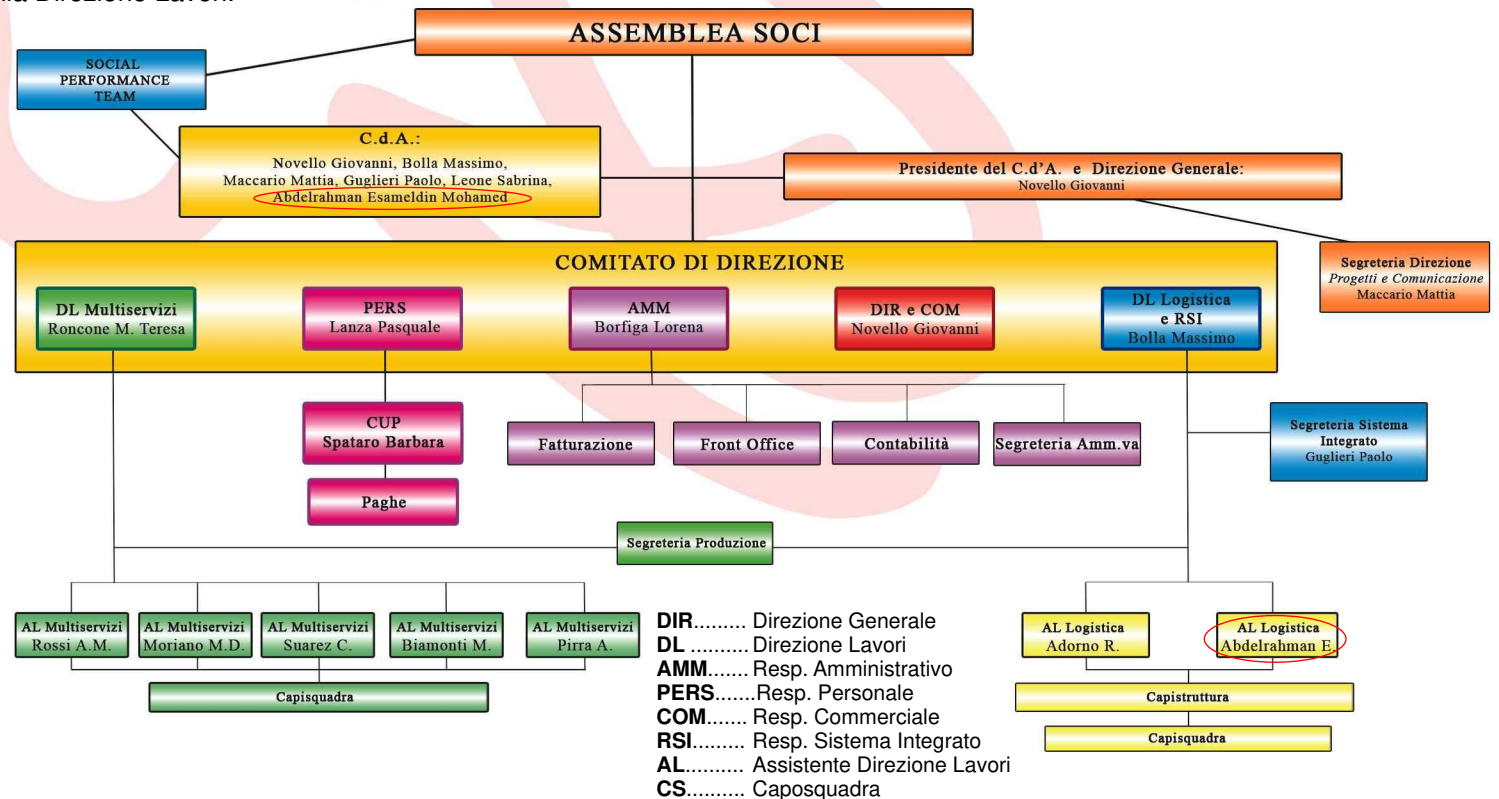 lla Direzione Lavori.
ASSEMBLEA SOCI
SOCIAL
PERFORMANCE
TEAM
C.d.A.:
Novello Giovanni, Bolla Massimo,
Maccario Mattia, Guglieri Paolo, Leone Sabrina,
Abdelrahman Esameldin Mohamed
Presidente del C.d'A. e Direzione Generale:
Novello Giovanni
COMITATO DI DIREZIONE
Segreteria Direzione
Progetti e Comunicazione
Maccario Mattia
DL Multiservizi
Roncone M. Teresa
PERS
Lanza Pasquale
AMM
Borfiga Lorena
DIR e COM
Novello Giovanni
DL Logistica
e RSI
Bolla Massimo
CUP
Spataro Barbara
Paghe
Fatturazione
Front Office
Contabilità
Segreteria Amm.va
Segreteria Sistema
Integrato
Guglieri Paolo
Segreteria Produzione
AL Multiservizi
Rossi A.M.
AL Multiservizi
Moriano M.D.
AL Multiservizi
Suarez C.
AL Multiservizi
Biamonti M.
AL Multiservizi
Pirra A.
Capisquadra
AL Logistica
Adorno R.
AL Logistica
Abdelrahman E.
Capistruttura
Capisquadra
DIR......... Direzione Generale
DL .......... Direzione Lavori
AMM....... Resp. Amministrativo
PERS.......Resp. Personale
COM....... Resp. Commerciale
RSI......... Resp. Sistema Integrato
AL.......... Assistente Direzione Lavori
CS.......... Caposquadra